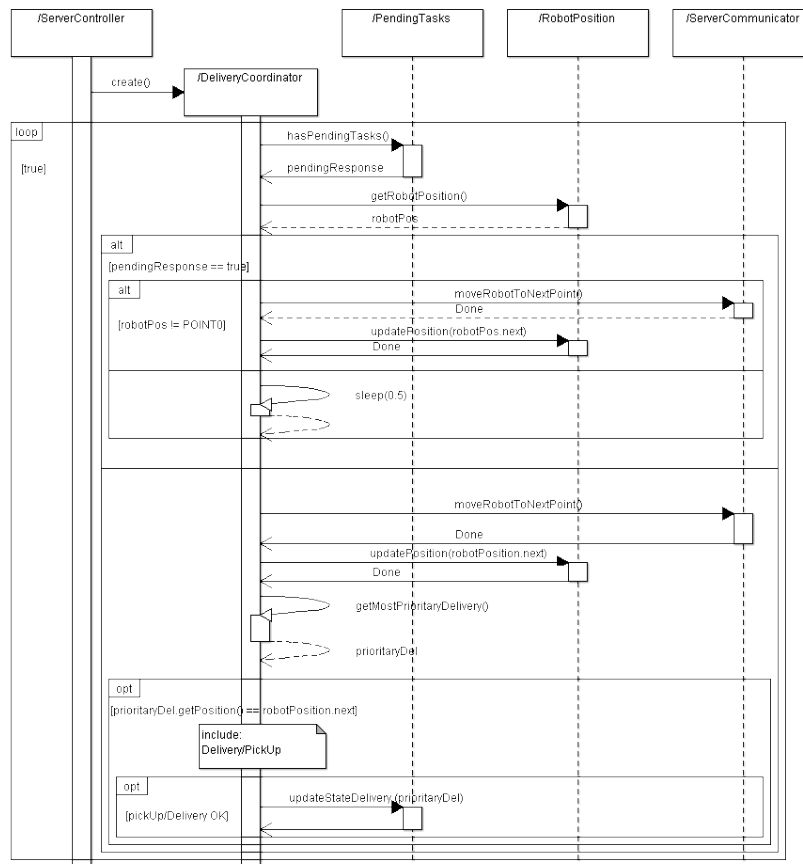 /ServerController
/PendingTasks
/RobotPosition
/ServerCommunicator
create()
/DeliveryCoordinator
loop
[true]
hasPendingTasks()
pendingResponse
getRobotPosition()
robotPos
alt
[pendingResponse == true]
alt
[robotPos != POINT0]
moveRobotToNextPoint()
Done
updatePosition(robotPos.next)
Done
sleep(0.5)
moveRobotToNextPoint()
Done
updatePosition(robotPosition.next)
Done
getMostPrioritaryDelivery()
prioritaryDel
opt
[prioritaryDel.getPosition() == robotPosition.next]
include:
Delivery/PickUp
opt
[pickUp/Delivery OK]
updateStateDelivery (prioritaryDel)